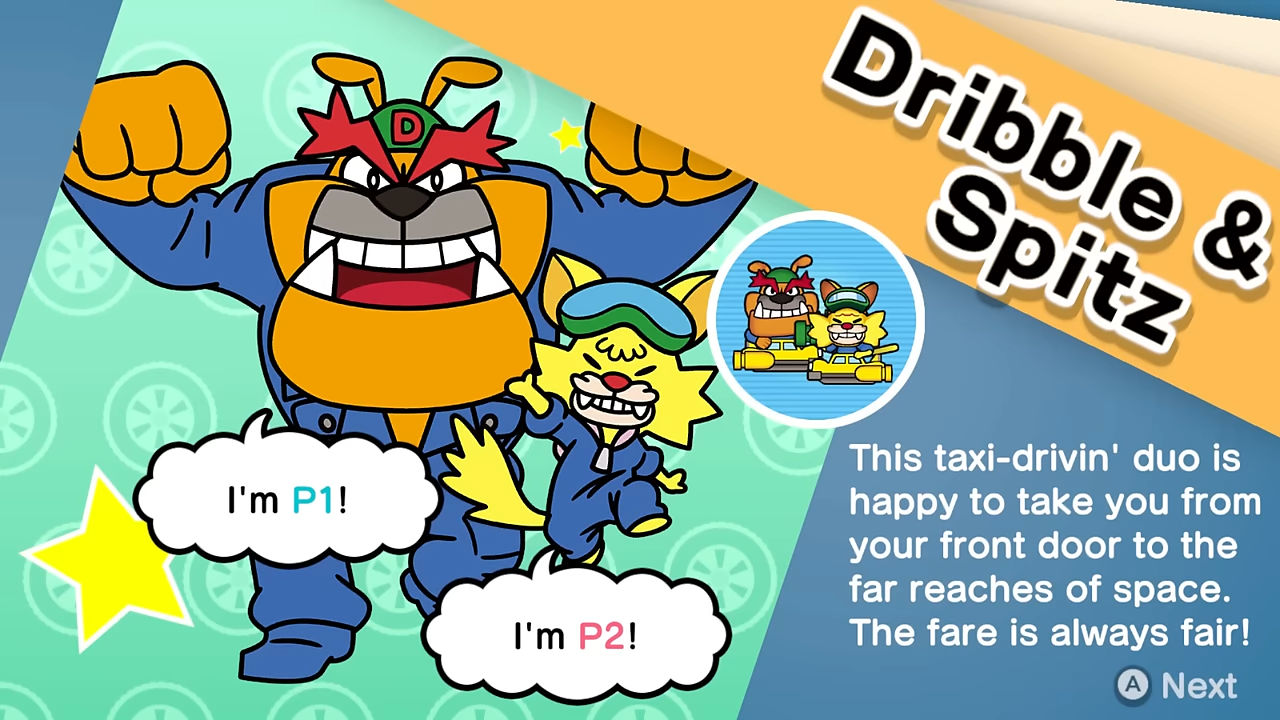 Dribble &
Spitz
D
I'm P1!
I'm P2!
This taxi-drivin' duo is
happy to take you from
your front door to the
far reaches of space.
The fare is always fair!
A Next